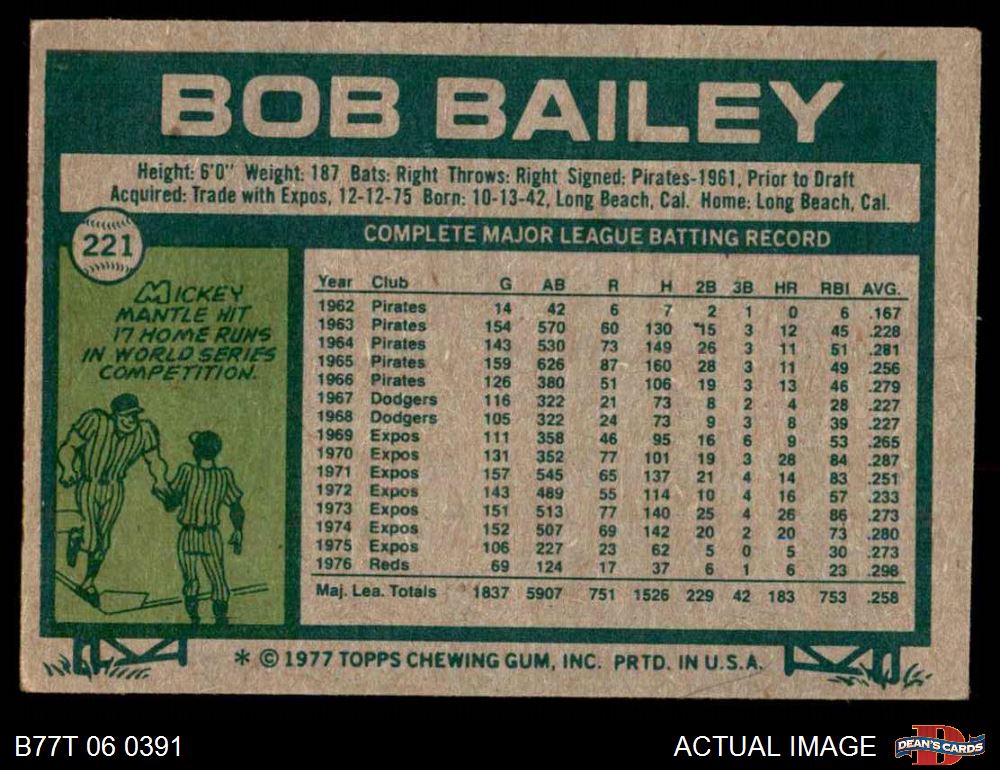 BOB BAILEY
Height: 6'0" Weight: 187 Bats: Right Throws: Right Signed: Pirates-1961, Prior to Draft
Acquired: Trade with Expos, 12-12-75 Born: 10-13-42, Long Beach, Cal. Home: Long Beach, Cal.
221
COMPLETE MAJOR LEAGUE BATTING RECORD
MICKEY
MANTLE HIT
17 HOME RUNS
IN WORLD SERIES
COMPETITION.
Year Club G AB R H 2B 3B HR RBI AVG.
1962 Pirates 14 42 6 7 2 1 0 6 .167
1963 Pirates 154 570 60 130 15 3 12 45 .228
1964 Pirates 143 530 73 149 26 3 11 51 .281
1965 Pirates 159 626 87 160 28 3 11 49 .256
1966 Pirates 126 380 51 106 19 3 13 46 .279
1967 Dodgers 116 322 21 73 8 2 4 28 .227
1968 Dodgers 105 322 24 73 9 3 8 39 .227
1969 Expos 111 358 46 95 16 6 9 53 .265
1970 Expos 131 352 77 101 19 3 28 84 .287
1971 Expos 157 545 65 137 21 4 14 83 .251
1972 Expos 143 489 55 114 10 4 16 57 .233
1973 Expos 151 513 77 140 25 4 26 86 .273
1974 Expos 152 507 69 142 20 2 20 73 .280
1975 Expos 106 227 23 62 5 0 5 30 .273
1976 Reds 69 124 17 37 6 1 6 23 .298
Maj. Lea. Totals 1837 5907 751 1526 229 42 183 753 .258
* © 1977 TOPPS CHEWING GUM, INC. PRTD. IN U.S.A.
B77T 06 0391
ACTUAL IMAGE
D
DEAN'S CARDS